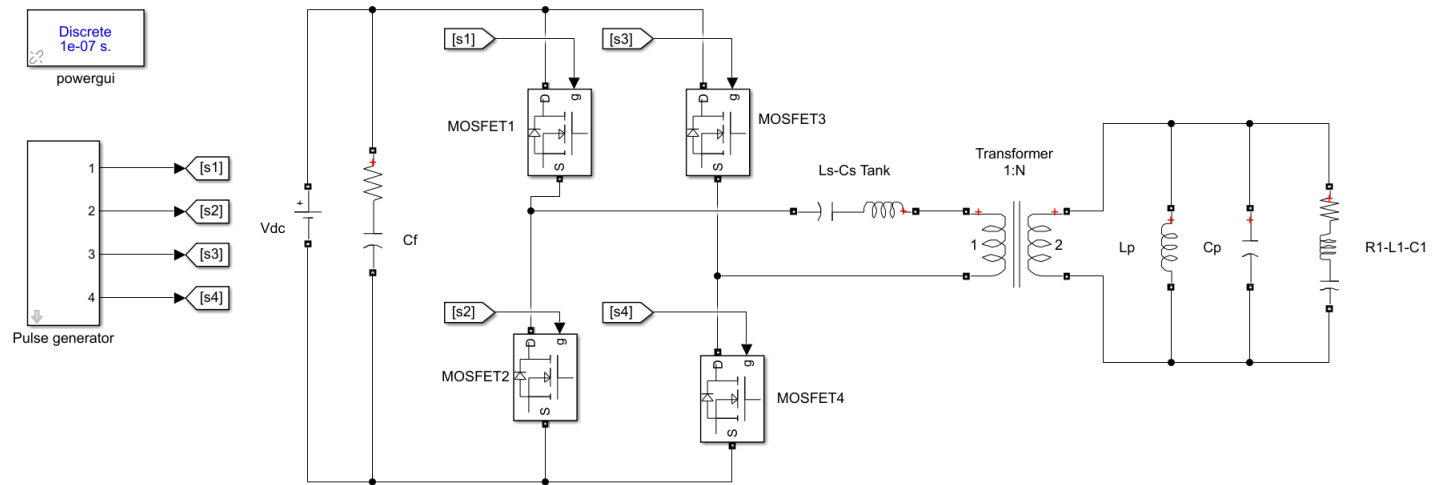 Discrete
1e-07 s.
powergui
1
2
3
4
[s1]
[s2]
[s3]
[s4]
Pulse generator
+
Vdc
+
Cf
[s1]
g
D
S
MOSFET1
[s3]
g
D
S
MOSFET3
[s2]
g
D
S
MOSFET2
[s4]
g
D
S
MOSFET4
Ls-Cs Tank
+
Transformer
1:N
+
+
1
2
+
Lp
+
Cp
+
R1-L1-C1